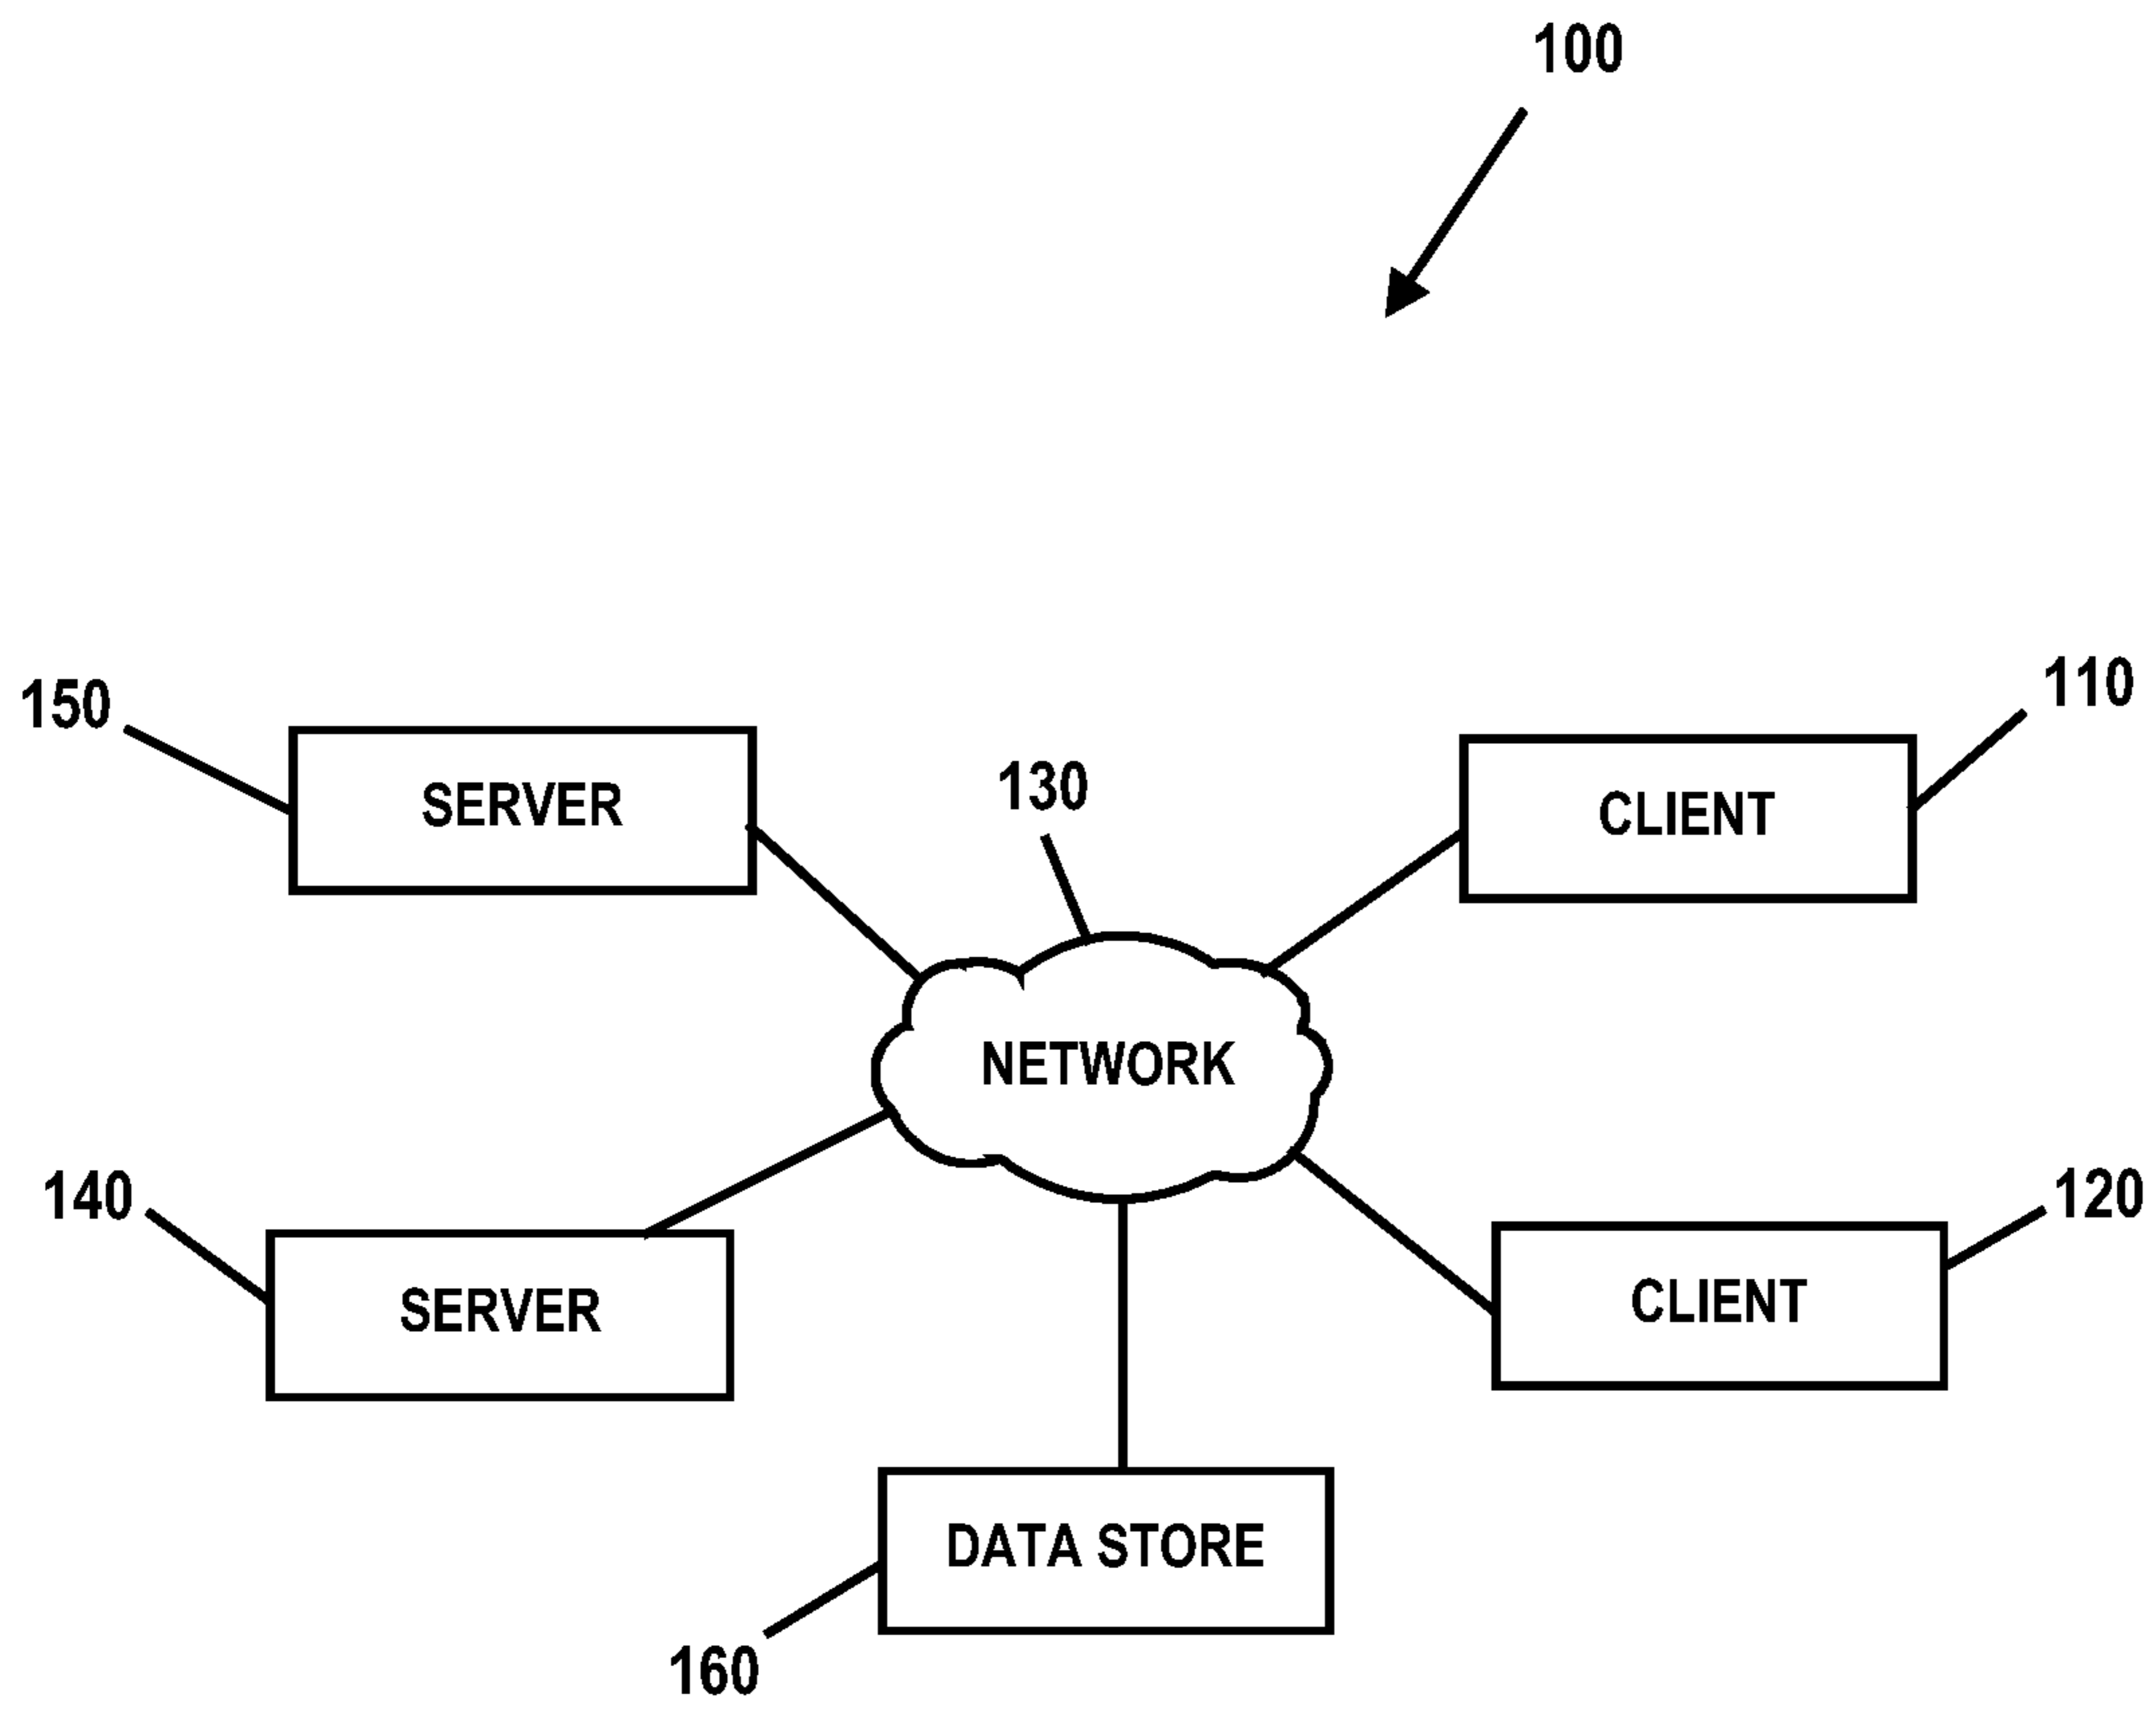 100
150
110
SERVER
130
CLIENT
NETWORK
140
120
SERVER
CLIENT
DATA STORE
160